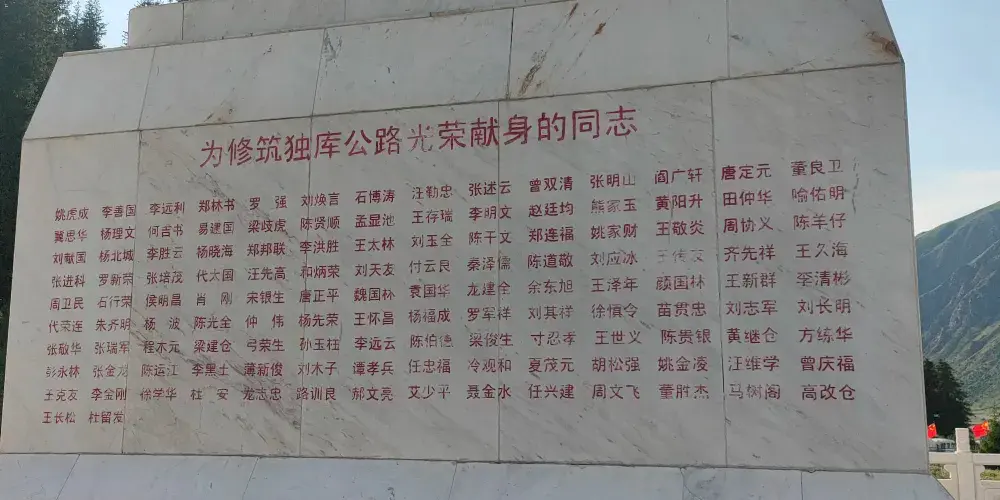 为修筑独库公路光荣献身的同志
姚虎成 李善国 李远利 郑林书 罗强 刘焕言 石博涛 汪勤忠 张述云 曾双清 张明山 阎广轩 唐定元 董良卫
冀思华 杨理文 何吉书 易建国 梁歧虎 陈贤顺 孟显池 王存瑞 李明文 赵廷均 熊家玉 黄阳升 田仲华 喻佑明
刘献国 杨北城 李胜云 杨晓海 郑邦联 李洪胜 王太林 刘玉全 陈干文 郑连福 姚家财 王敬炎 周协义 陈羊仔
张进科 罗新荣 张培茂 代太国 汪先高 和炳荣 刘天友 付云良 秦泽儒 陈道敬 刘应冰 齐先祥 王久海
周卫民 石行荣 侯明昌 肖刚 宋银生 唐正平 魏国林 袁国华 龙建全 余东旭 王泽年 顾国林 王新群 李清彬
代荣连 朱齐明 杨波 陈光全 仲伟 杨先荣 王怀昌 杨福成 罗军祥 刘其祥 徐慎令 苗贯忠 刘志军 刘长明
张敬华 张瑞军 程木元 梁建仓 弓荣生 孙玉柱 李远云 陈伯德 梁俊生 寸忍孝 王世义 陈贵银 黄继仓 方练华
彭永林 张金龙 陈运江 李黑土 薄新俊 刘木子 谭孝兵 任忠福 冷观和 夏茂元 胡松强 姚金凌 汪维学 曾庆福
王克友 李金刚 徐学华 杜安 龙志忠 路训良 郝文亮 艾少平 聂金水 任兴建 周文飞 董胜杰 马树阁 高改仓
王长松 杜留发